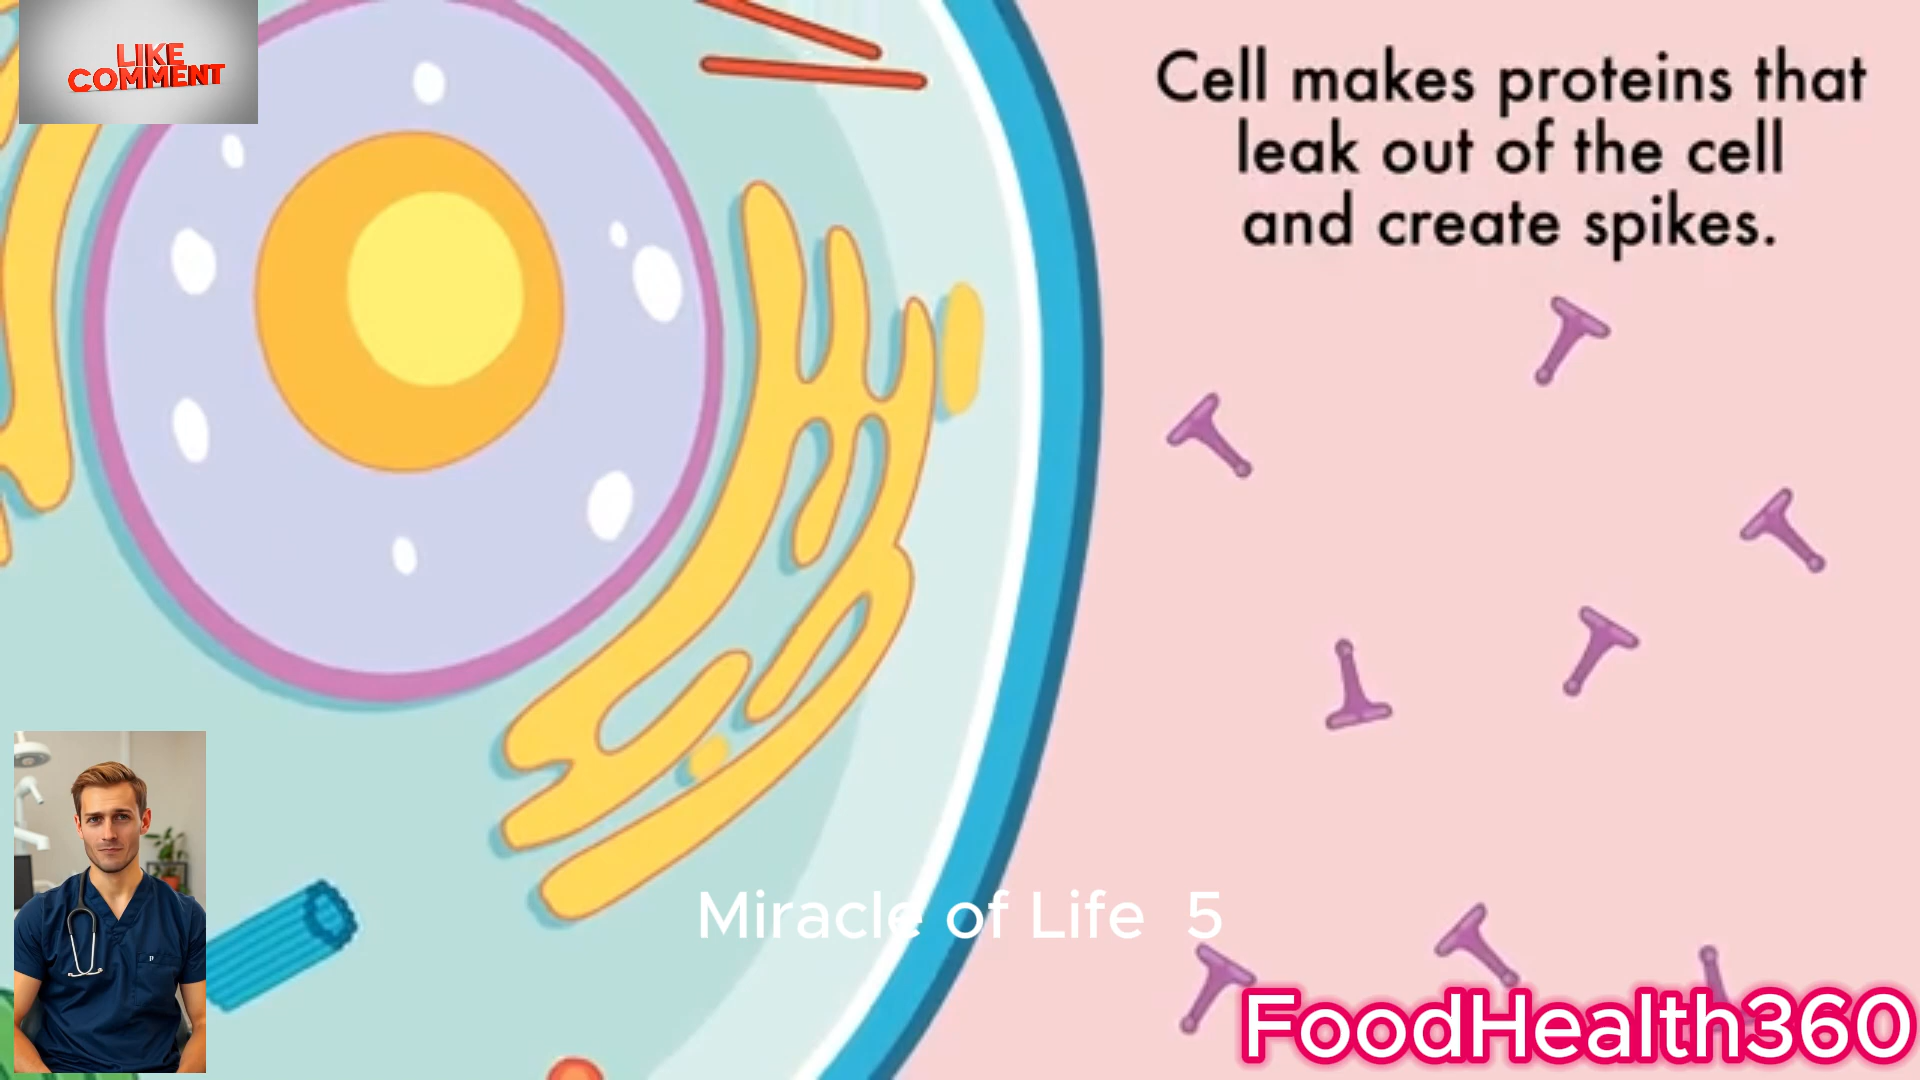 LIKE
COMMENT
Cell makes proteins that
leak out of the cell
and create spikes.
Miracle of Life 5
FoodHealth360